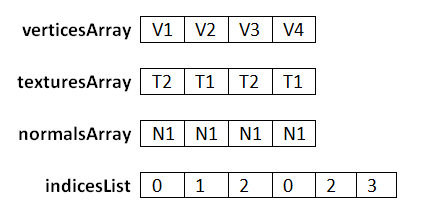 verticesArray V1 V2 V3 V4
texturesArray T2 T1 T2 T1
normalsArray N1 N1 N1 N1
indicesList 0 1 2 0 2 3